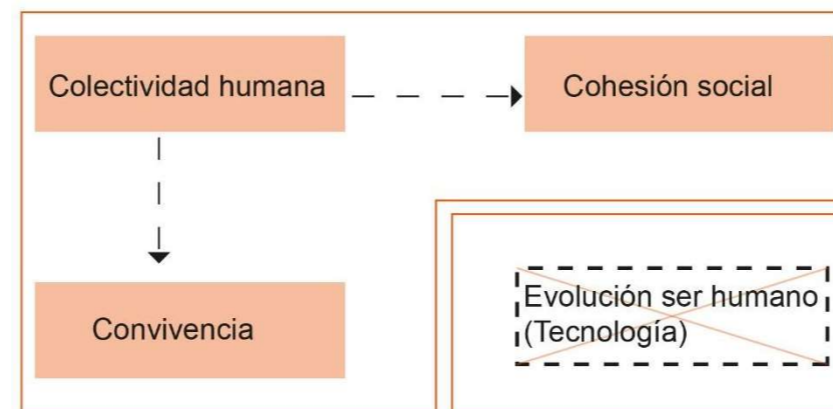 Colectividad humana
Cohesión social
Convivencia
Evolución ser humano
(Tecnología)